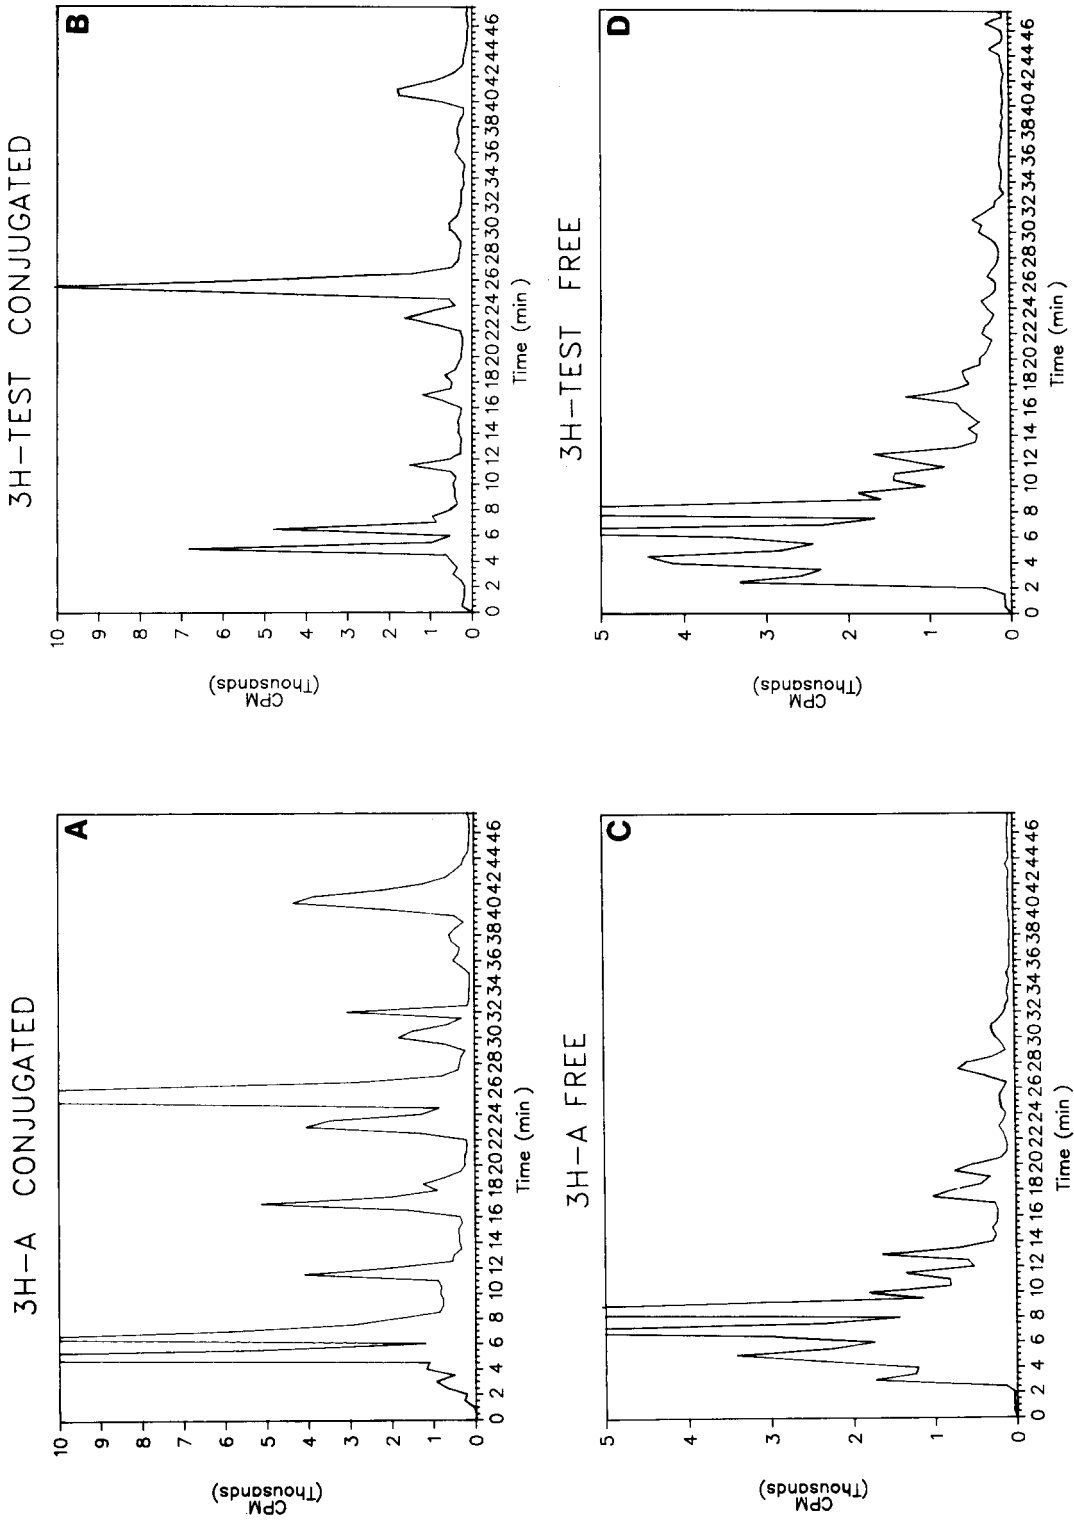 3H-A CONJUGATED
A
10
9
8
7
6
5
4
3
2
1
0
CPM
(Thousands)
0 2 4 6 8 10 12 14 16 18 20 22 24 26 28 30 32 34 36 38 40 42 44 46
Time (min)
3H-TEST CONJUGATED
B
10
9
8
7
6
5
4
3
2
1
0
CPM
(Thousands)
0 2 4 6 8 10 12 14 16 18 20 22 24 26 28 30 32 34 36 38 40 42 44 46
Time (min)
3H-A FREE
C
5
4
3
2
1
0
CPM
(Thousands)
0 2 4 6 8 10 12 14 16 18 20 22 24 26 28 30 32 34 36 38 40 42 44 46
Time (min)
3H-TEST FREE
D
5
4
3
2
1
0
CPM
(Thousands)
0 2 4 6 8 10 12 14 16 18 20 22 24 26 28 30 32 34 36 38 40 42 44 46
Time (min)